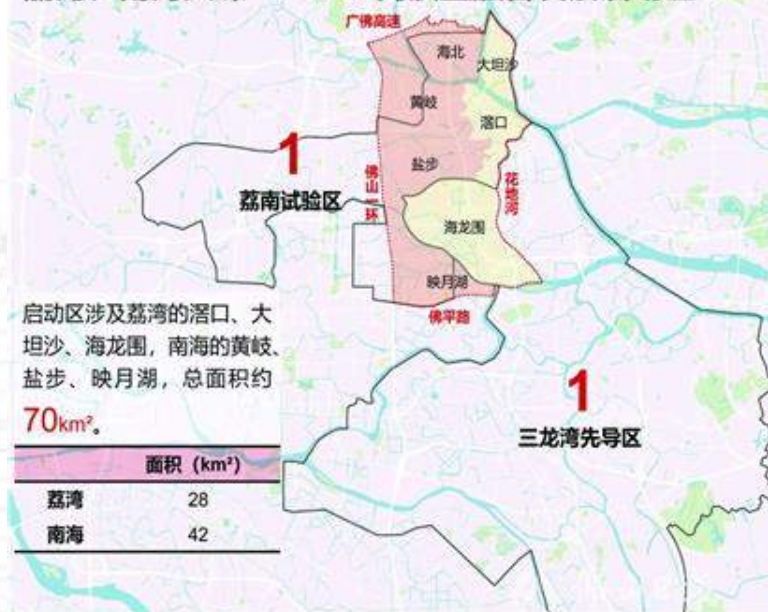 广佛高速
海北
大坦沙
黄岐
滘口
1
盐步
荔南试验区
佛山一环
花地河
海龙围
映月湖
佛平路
启动区涉及荔湾的滘口、大
坦沙、海龙围，南海的黄岐、
盐步、映月湖，总面积约
70km²。
1
三龙湾先导区
面积（km²）
荔湾 28
南海 42